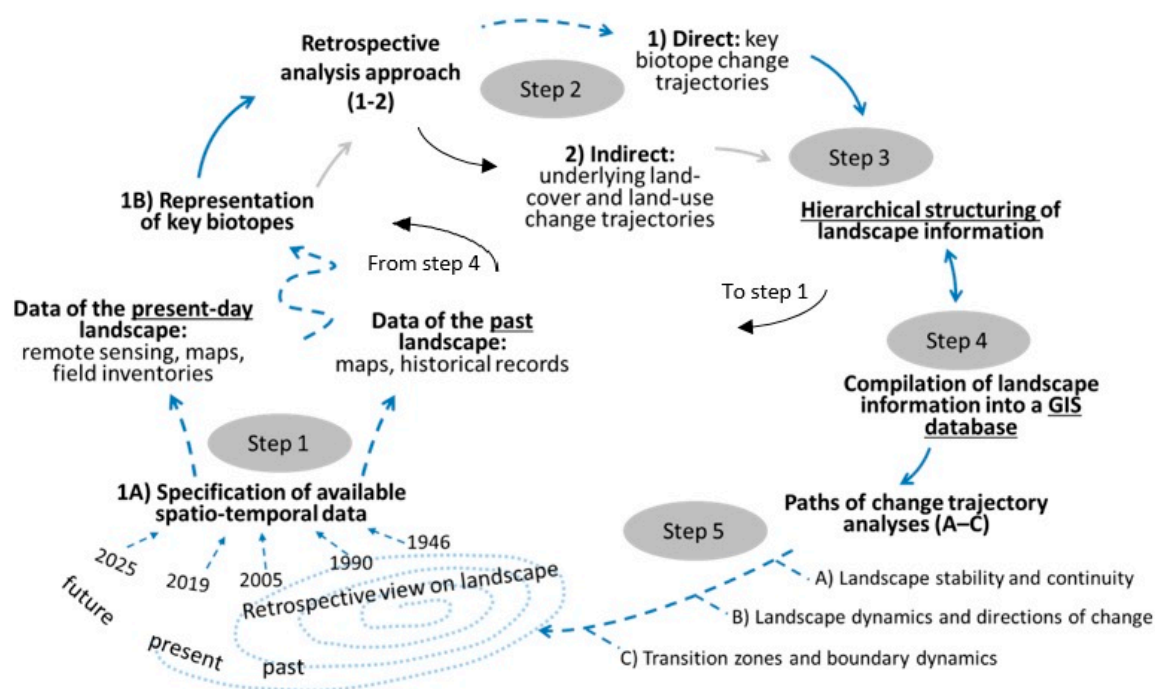 Retrospective
analysis approach
(1-2)
Step 2
1) Direct: key
biotope change
trajectories
2) Indirect:
underlying land-
cover and land-use
change trajectories
Step 3
Hierarchical structuring of
landscape information
1B) Representation
of key biotopes
From step 4
To step 1
Data of the present-day
landscape:
remote sensing, maps,
field inventories
Data of the past
landscape:
maps, historical records
Step 4
Compilation of landscape
information into a GIS
database
Step 1
1A) Specification of available
spatio-temporal data
Paths of change trajectory
analyses (A–C)
Step 5
2025
2019
2005
1990
1946
future
present
past
Retrospective view on landscape
A) Landscape stability and continuity
B) Landscape dynamics and directions of change
C) Transition zones and boundary dynamics